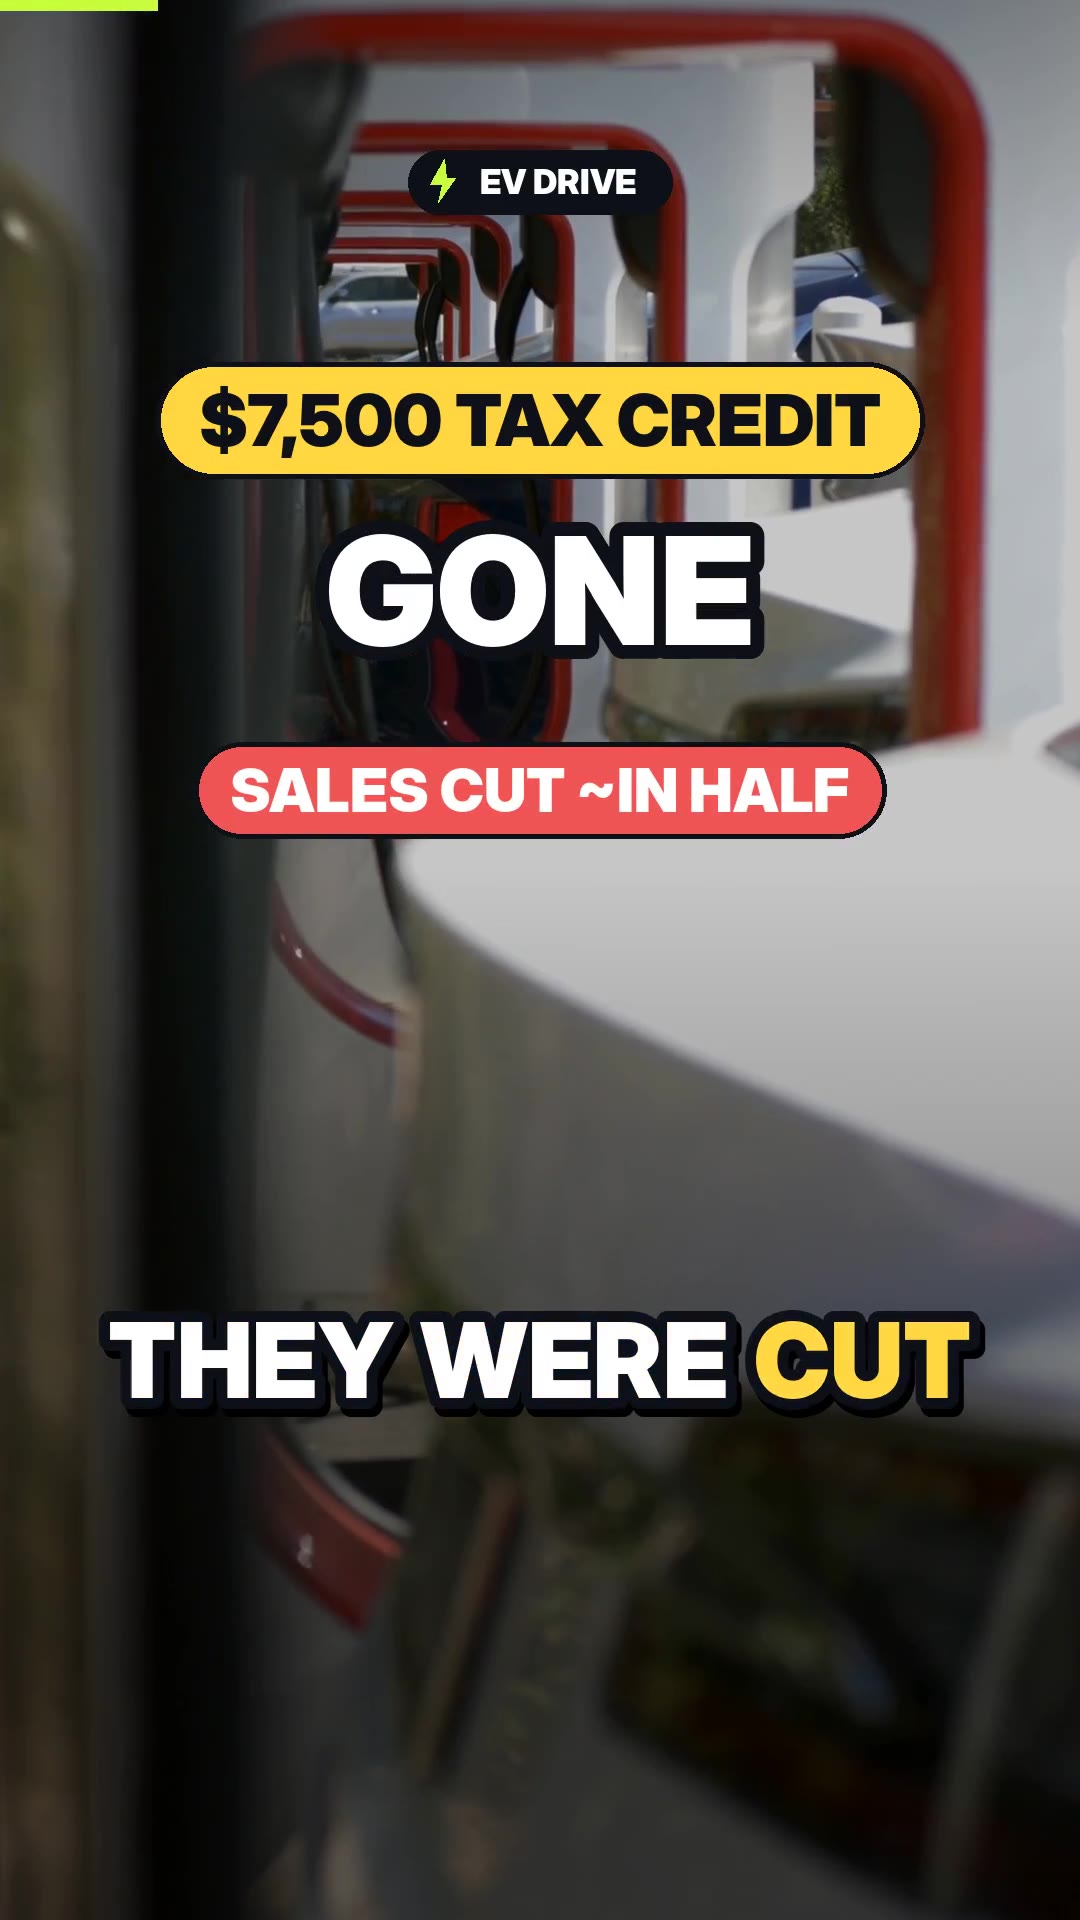 EV DRIVE
$7,500 TAX CREDIT
GONE
SALES CUT ~IN HALF
THEY WERE CUT